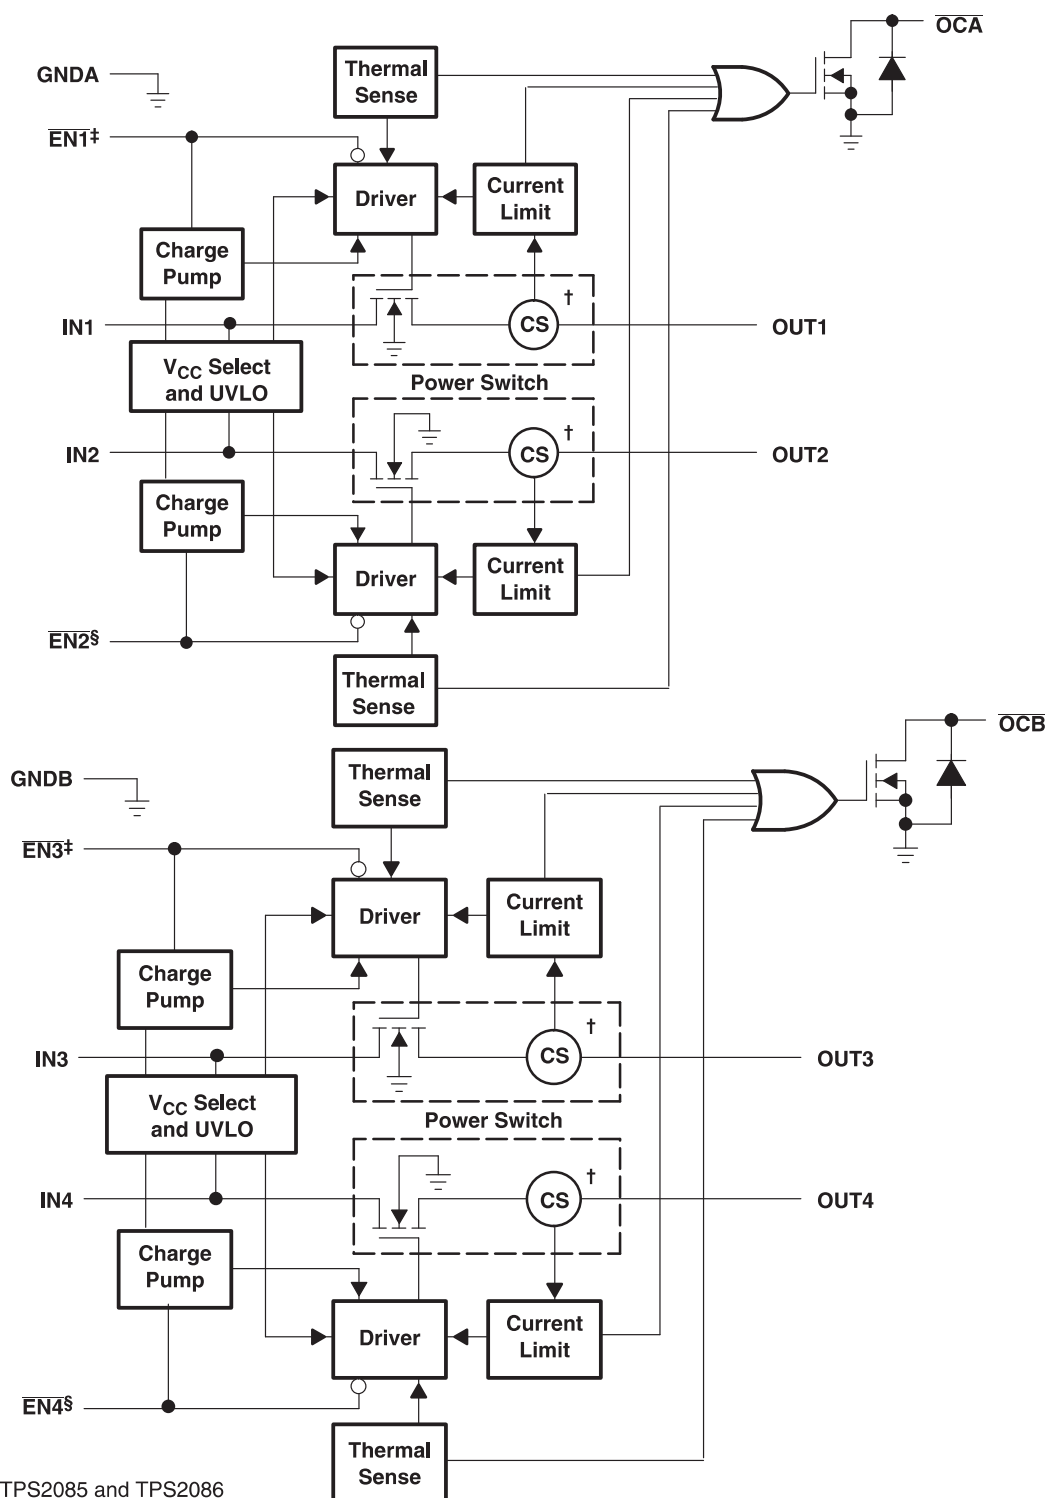 OCA
Thermal
Sense
GNDA
EN1‡
Driver
Current
Limit
Charge
Pump
†
IN1
CS
OUT1
VCC Select
and UVLO
Power Switch
†
IN2
CS
OUT2
Charge
Pump
Driver
Current
Limit
EN2§
Thermal
Sense
OCB
Thermal
Sense
GNDB
EN3‡
Driver
Current
Limit
Charge
Pump
†
IN3
CS
OUT3
VCC Select
and UVLO
Power Switch
†
IN4
CS
OUT4
Charge
Pump
Driver
Current
Limit
EN4§
Thermal
Sense
TPS2085 and TPS2086